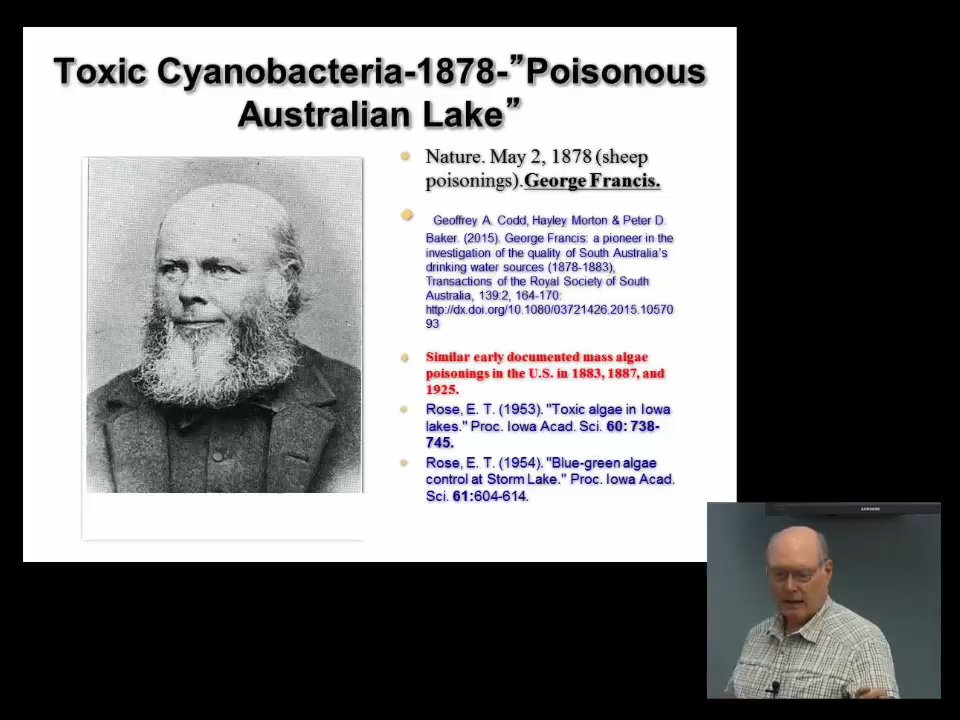 Toxic Cyanobacteria-1878-”Poisonous
Australian Lake”
Nature. May 2, 1878 (sheep
poisonings).George Francis.
Geoffrey A. Codd, Hayley Morton & Peter D.
Baker. (2015). George Francis: a pioneer in the
investigation of the quality of South Australia’s
drinking water sources (1878-1883),
Transactions of the Royal Society of South
Australia, 139:2, 164-170:
http://dx.doi.org/10.1080/03721426.2015.10570
93
Similar early documented mass algae
poisonings in the U.S. in 1883, 1887, and
1925.
Rose, E. T. (1953). "Toxic algae in Iowa
lakes." Proc. Iowa Acad. Sci. 60: 738-
745.
Rose, E. T. (1954). "Blue-green algae
control at Storm Lake." Proc. Iowa Acad.
Sci. 61:604-614.
SAMSUNG